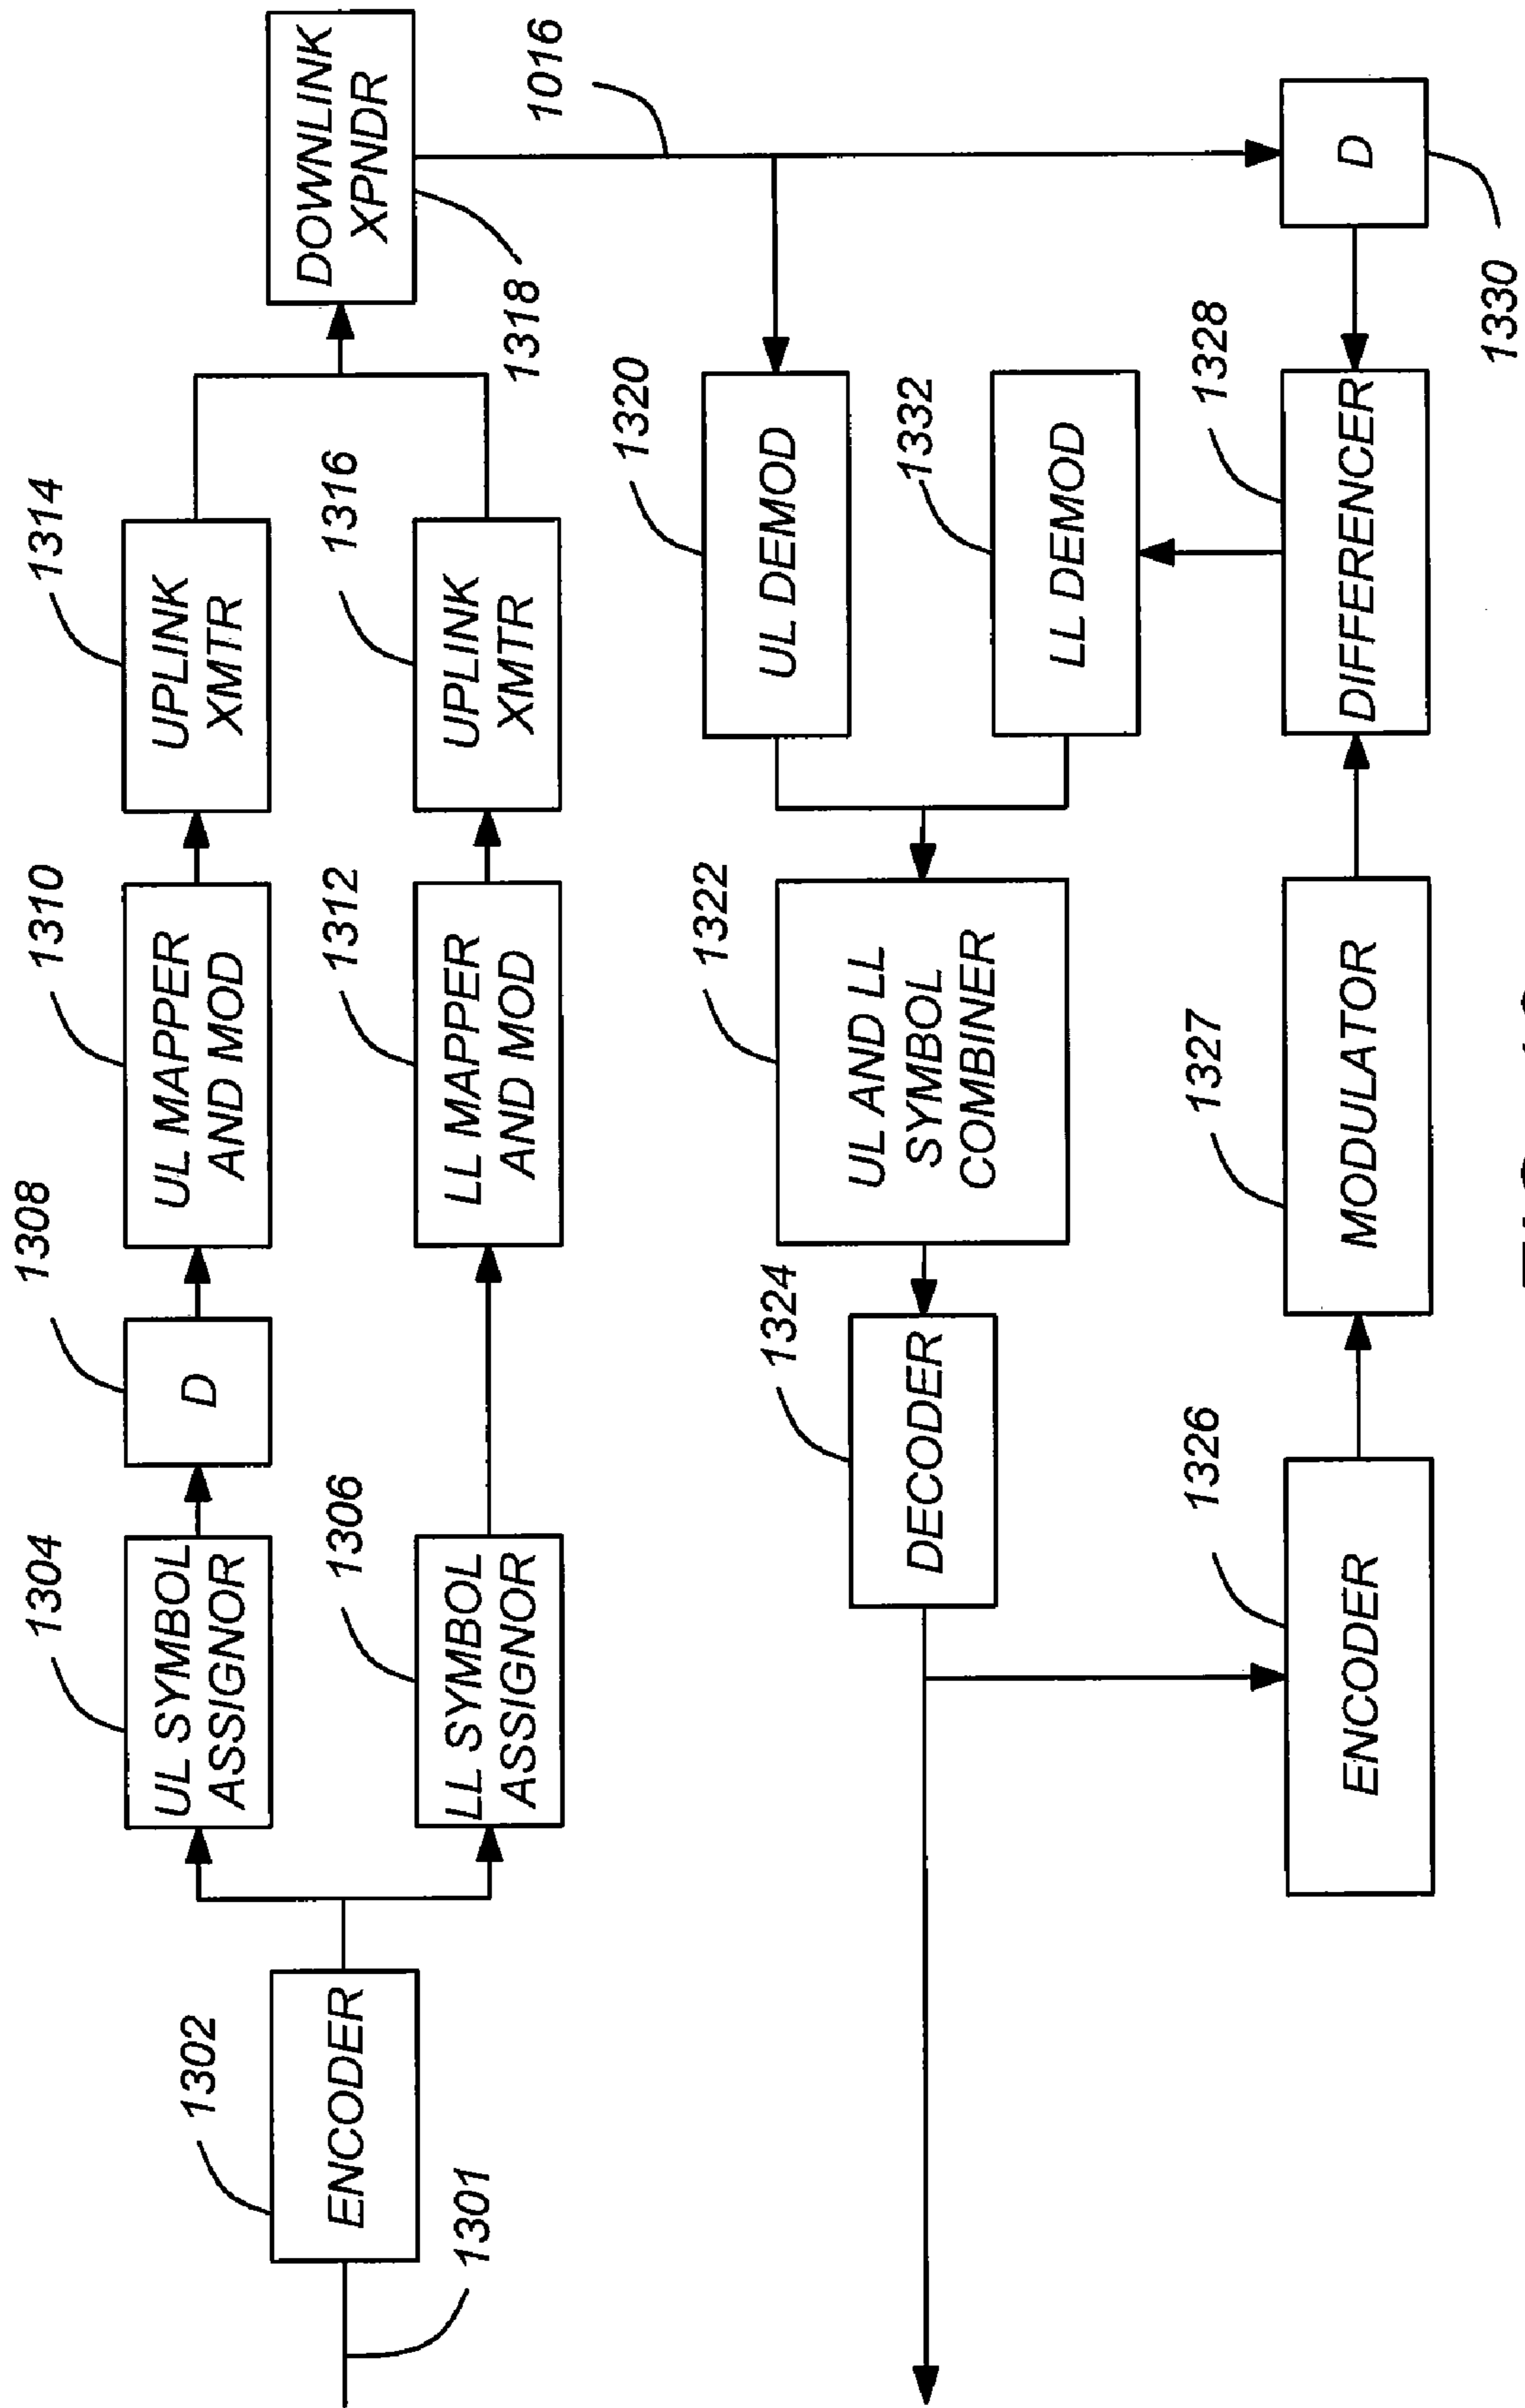 1304
1308
1310
1314
UL SYMBOL
ASSIGNOR
D
UL MAPPER
AND MOD
UPLINK
XMTR
1302
ENCODER
1301
DOWNLINK
XPNDR
1306
1312
1316
LL SYMBOL
ASSIGNOR
LL MAPPER
AND MOD
UPLINK
XMTR
1318
1016
1324
1322
1320
DECODER
UL AND LL
SYMBOL
COMBINER
UL DEMOD
1332
LL DEMOD
1326
1327
1328
ENCODER
MODULATOR
DIFFERENCER
D
1330